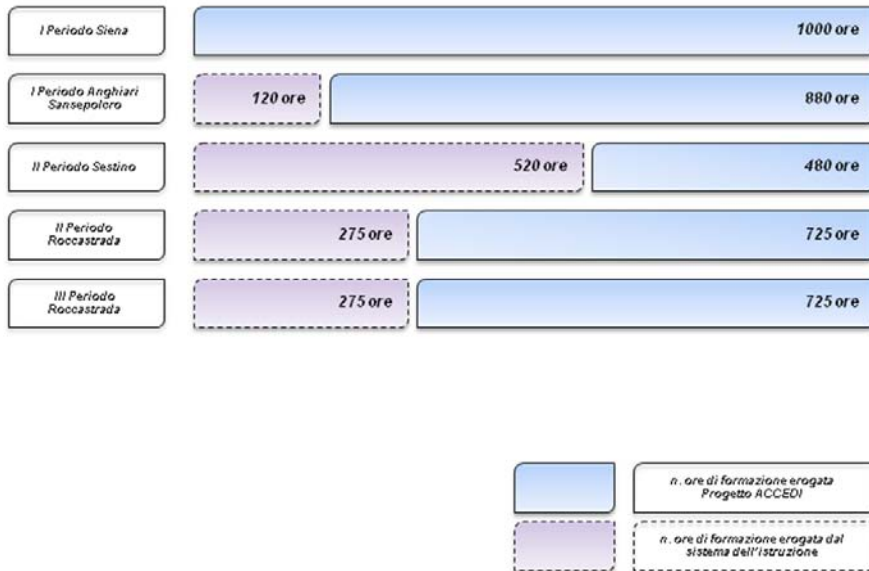 I Periodo Siena
1000 ore
I Periodo Anghiari
Sansepolcro
120 ore
880 ore
II Periodo Sestino
520 ore
480 ore
II Periodo
Roccastrada
275 ore
725 ore
III Periodo
Roccastrada
275 ore
725 ore
n. ore di formazione erogata
Progetto ACCEDI
n. ore di formazione erogata dal
sistema dell'istruzione